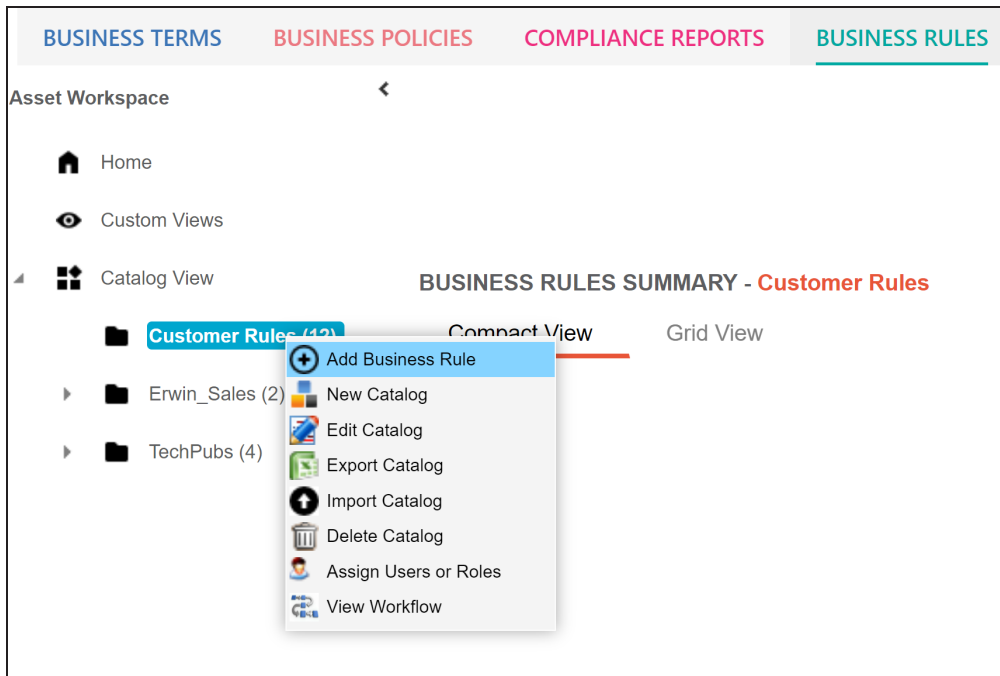 BUSINESS TERMS BUSINESS POLICIES COMPLIANCE REPORTS BUSINESS RULES
Asset Workspace
Home
Custom Views
Catalog View
BUSINESS RULES SUMMARY - Customer Rules
Customer Rules (12)
Compact View Grid View
Add Business Rule
New Catalog
Erwin_Sales (2)
Edit Catalog
TechPubs (4)
Export Catalog
Import Catalog
Delete Catalog
Assign Users or Roles
View Workflow